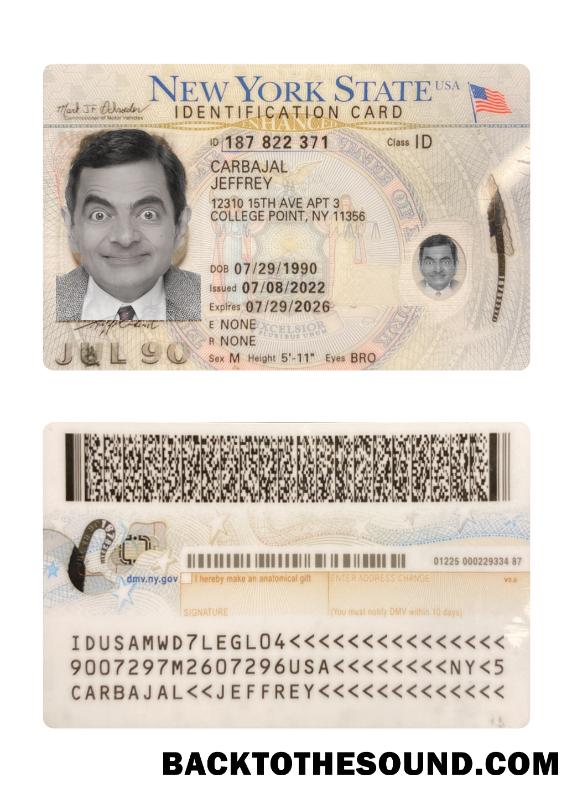 NEW YORK STATE USA
IDENTIFICATION CARD
ENHANCED
Commissioner of Motor Vehicles
ID 187 822 371 Class ID
CARBAJAL
JEFFREY
12310 15TH AVE APT 3
COLLEGE POINT, NY 11356
DOB 07/29/1990
Issued 07/08/2022
Expires 07/29/2026
E NONE
R NONE
EXCELSIOR
Sex M Height 5'-11" Eyes BRO
JUL 90
01225 000229334 87
dmv.ny.gov
I hereby make an anatomical gift
ENTER ADDRESS CHANGE
SIGNATURE
(You must notify DMV within 10 days)
IDUSAMWD7LEGL04<<<<<<<<<<<<<<<
9007297M2607296USA<<<<<<<<NY<5
CARBAJAL<<JEFFREY<<<<<<<<<<<<<
BACKTOTHESOUND.COM